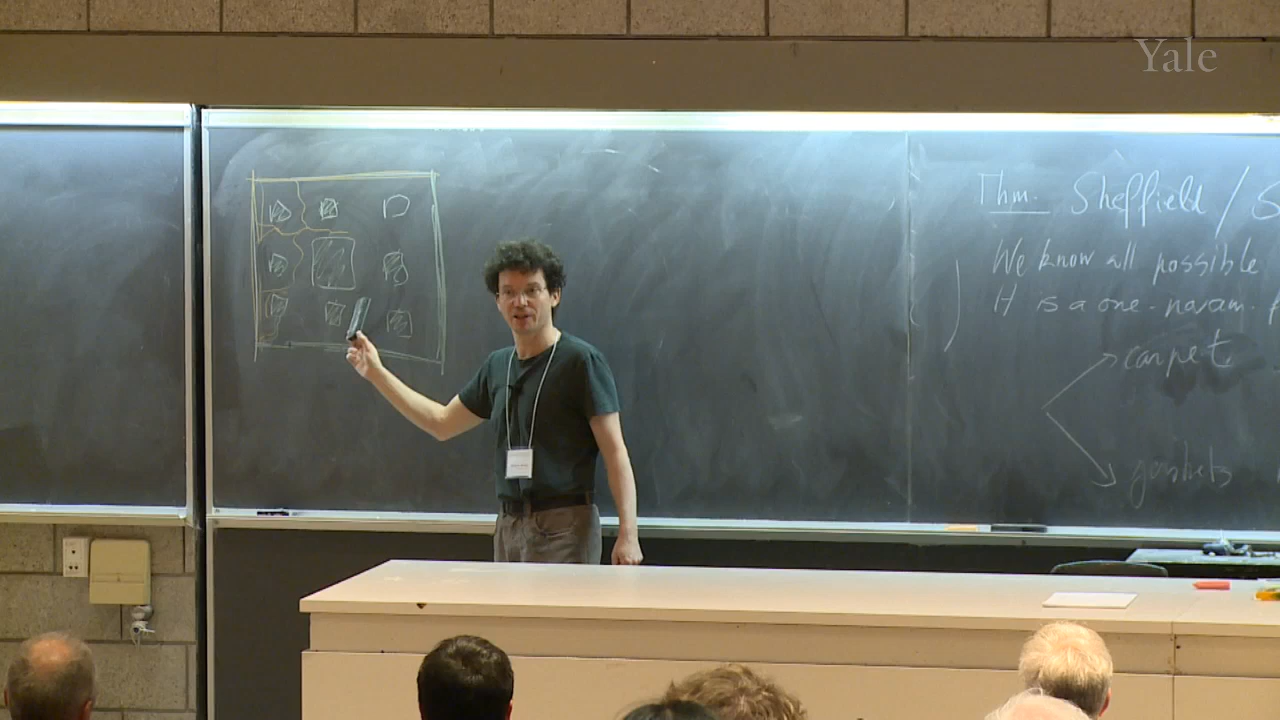 Yale
Thm. Sheffield / S
We know all possible
It is a one-param. f
carpet
gaskets